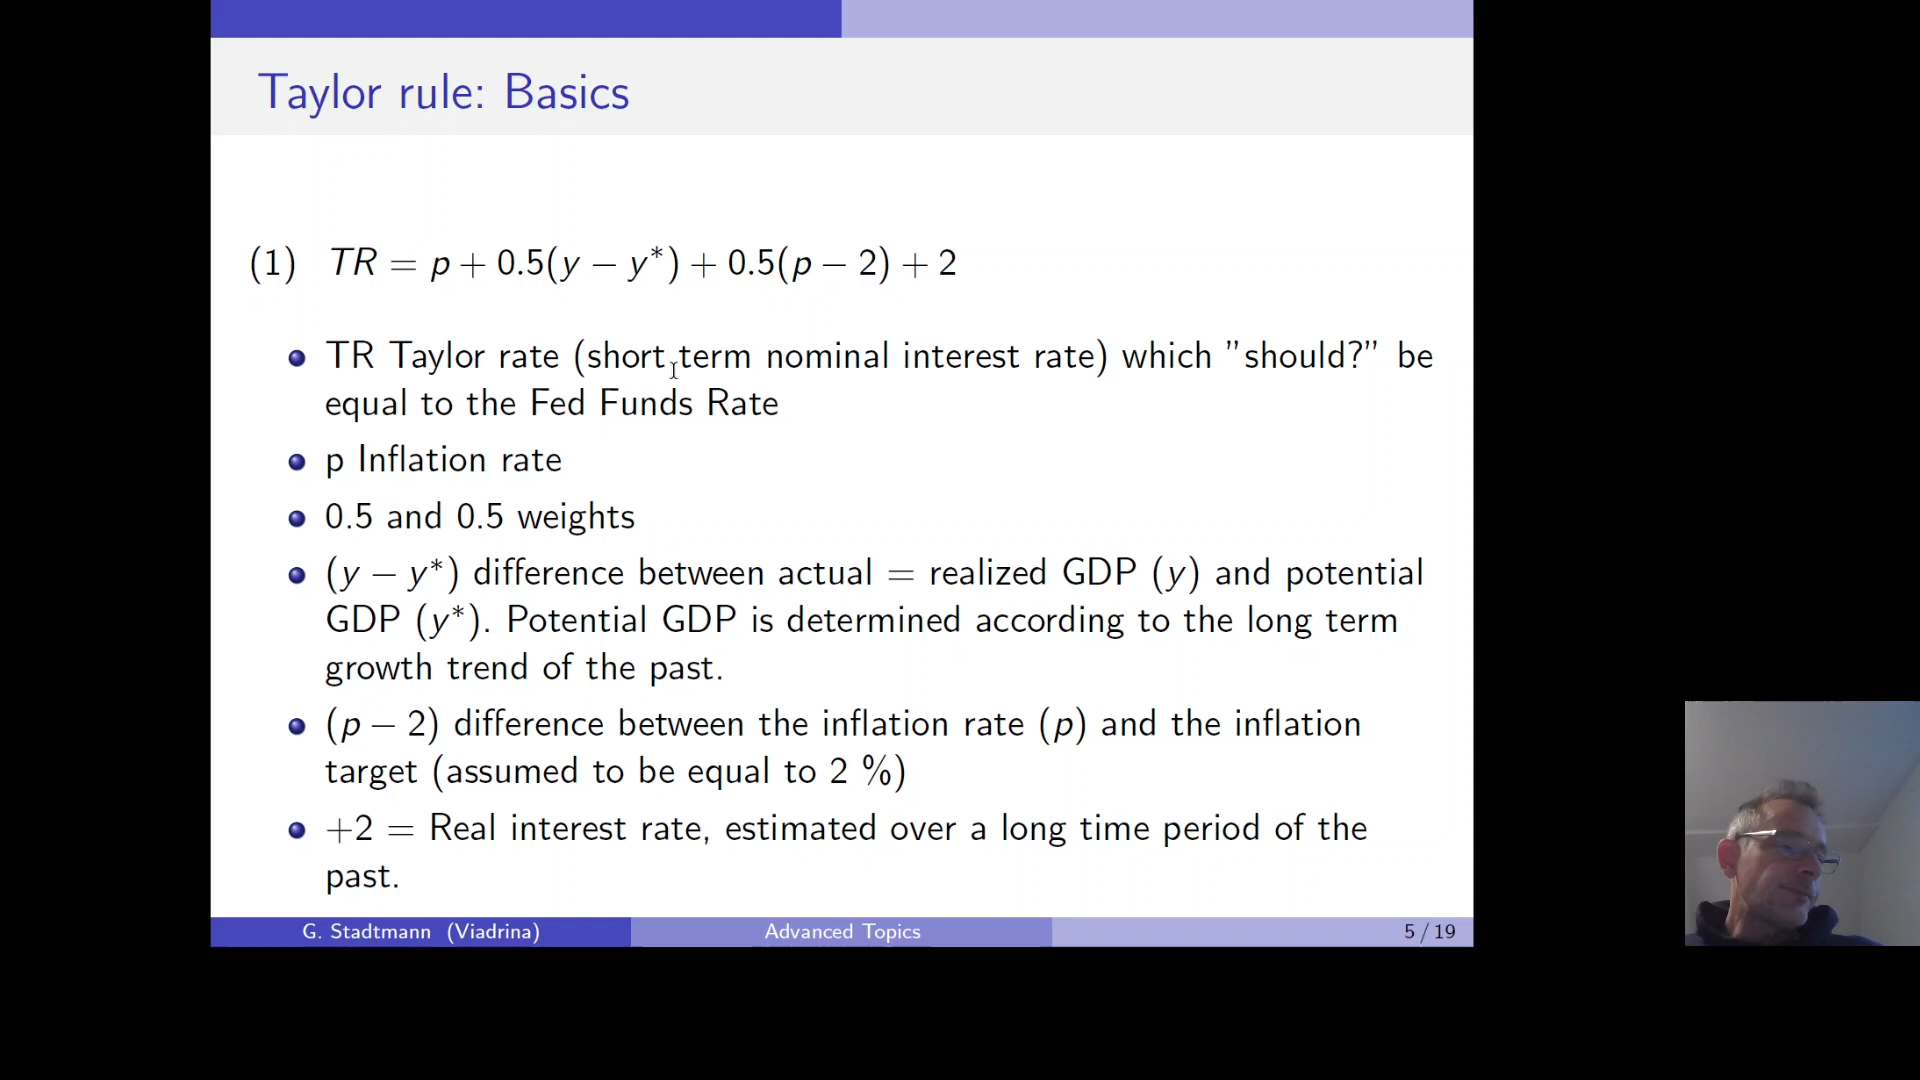 Taylor rule: Basics
(1) TR = p + 0.5(y − y*) + 0.5(p − 2) + 2
TR Taylor rate (short term nominal interest rate) which ”should?” be
equal to the Fed Funds Rate
p Inflation rate
0.5 and 0.5 weights
(y − y*) difference between actual = realized GDP (y) and potential
GDP (y*). Potential GDP is determined according to the long term
growth trend of the past.
(p − 2) difference between the inflation rate (p) and the inflation
target (assumed to be equal to 2 %)
+2 = Real interest rate, estimated over a long time period of the
past.
G. Stadtmann (Viadrina) Advanced Topics 5 / 19